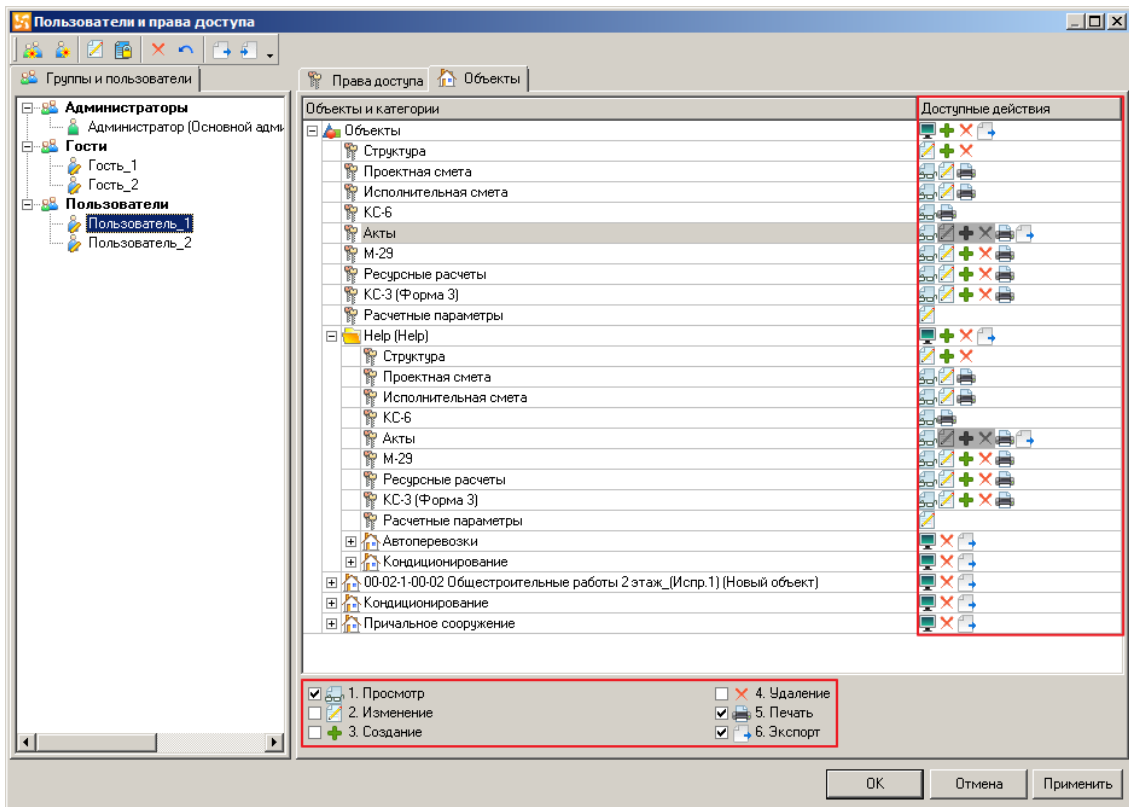 Пользователи и права доступа
Группы и пользователи
Права доступа
Объекты
Администраторы
Администратор (Основной адми
Гости
Гость_1
Гость_2
Пользователи
Пользователь_1
Пользователь_2
Объекты и категории
Доступные действия
Объекты
Структура
Проектная смета
Исполнительная смета
КС-6
Акты
М-29
Ресурсные расчеты
КС-3 (Форма 3)
Расчетные параметры
Help (Help)
Структура
Проектная смета
Исполнительная смета
КС-6
Акты
М-29
Ресурсные расчеты
КС-3 (Форма 3)
Расчетные параметры
Автоперевозки
Кондиционирование
00-02-1-00-02 Общестроительные работы 2 этаж_(Испр.1) (Новый объект)
Кондиционирование
Причальное сооружение
1. Просмотр
2. Изменение
3. Создание
4. Удаление
5. Печать
6. Экспорт
OK
Отмена
Применить